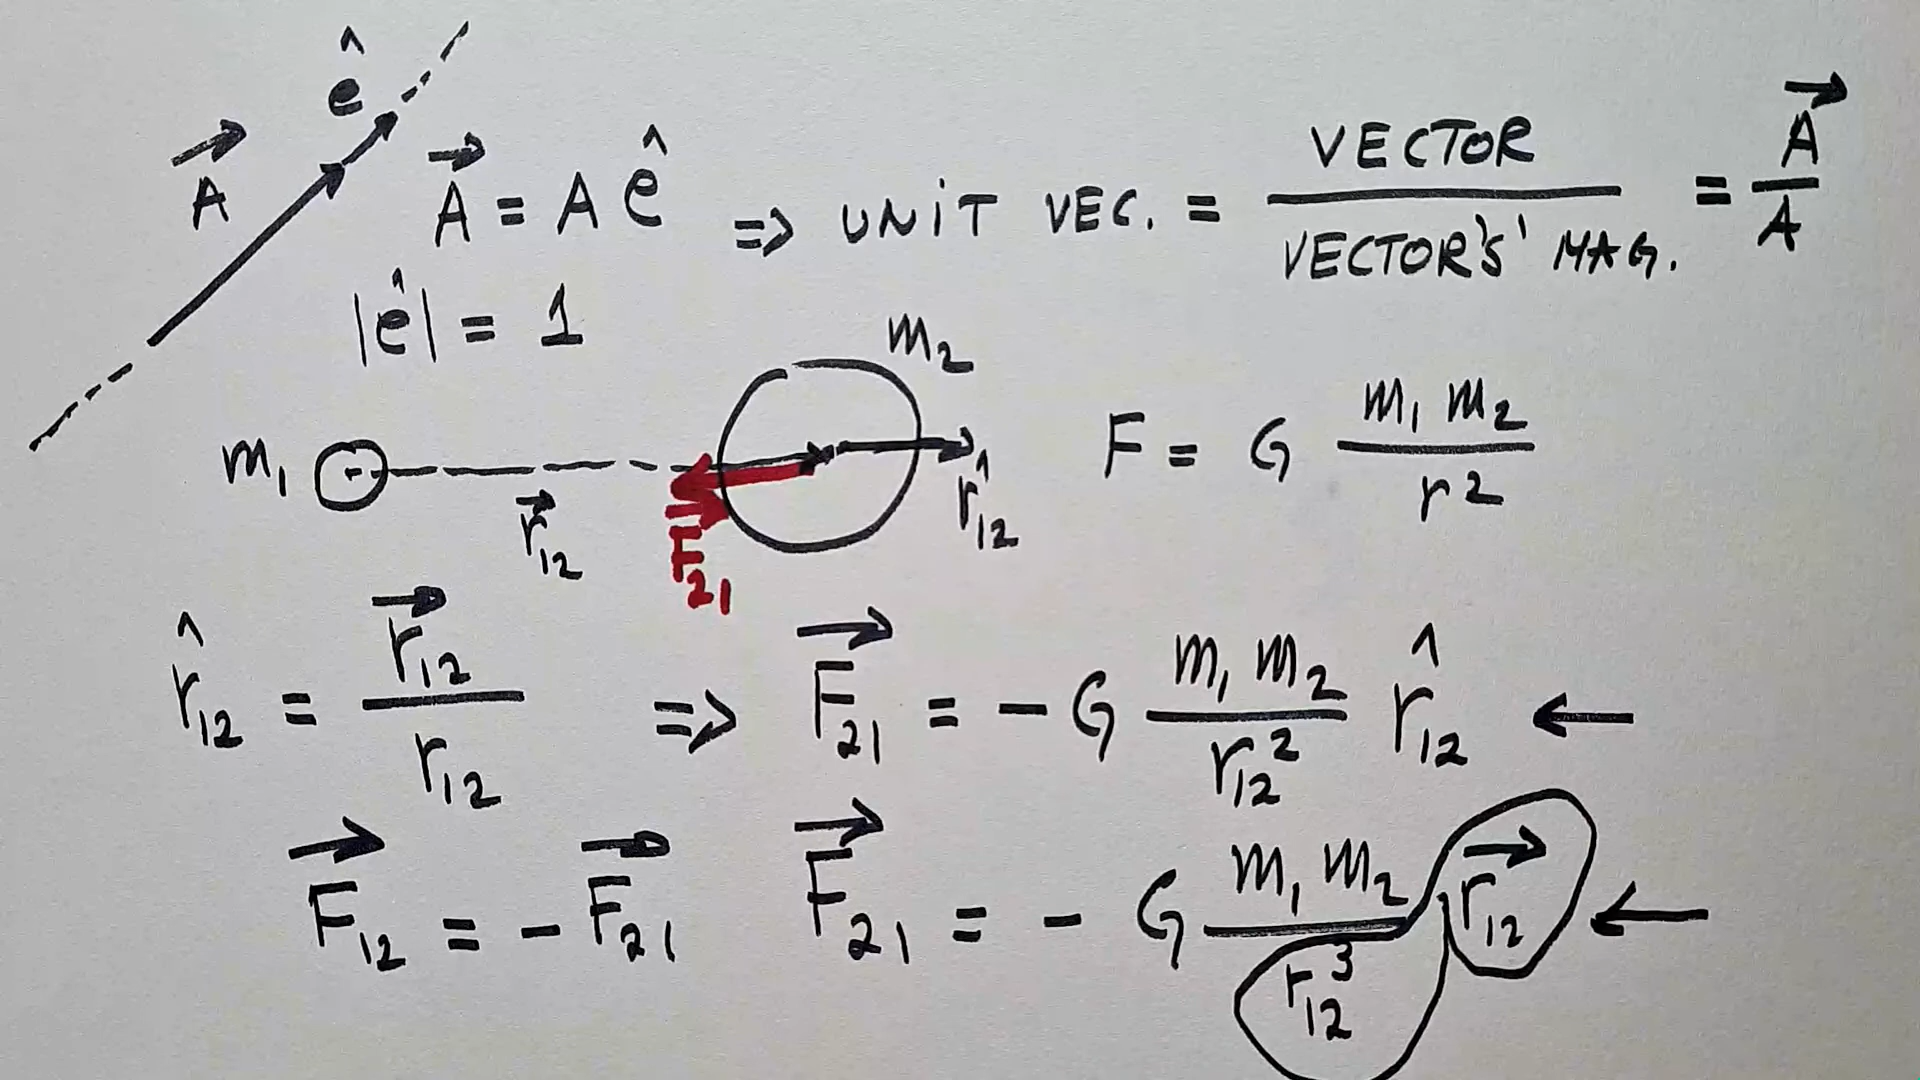 ê
A⃗
A⃗ = A ê ⇒ UNiT VEC. = VECTOR / VECTOR'S' MAG. = A⃗ / A
|ê| = 1
m₂
m₁
F = G m₁ m₂ / r²
r⃗₁₂
r̂₁₂
F⃗₂₁
r̂₁₂ = r⃗₁₂ / r₁₂ ⇒ F⃗₂₁ = - G m₁ m₂ / r₁₂² r̂₁₂ ←
F⃗₁₂ = - F⃗₂₁
F⃗₂₁ = - G m₁ m₂ / r₁₂³ r⃗₁₂ ←